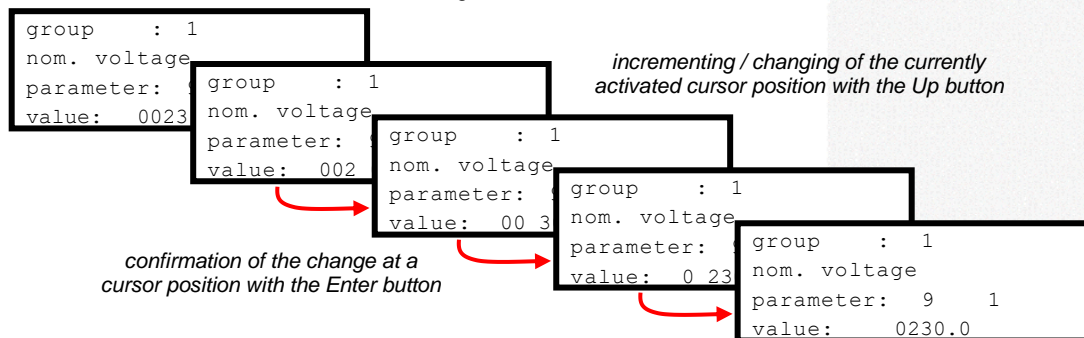 group : 1
nom. voltage
parameter:
value: 0023
group : 1
nom. voltage
parameter:
value: 002
group : 1
nom. voltage
parameter:
value: 00 3
group : 1
nom. voltage
parameter:
value: 0 23
group : 1
nom. voltage
parameter: 9 1
value: 0230.0
incrementing / changing of the currently
activated cursor position with the Up button
confirmation of the change at a
cursor position with the Enter button